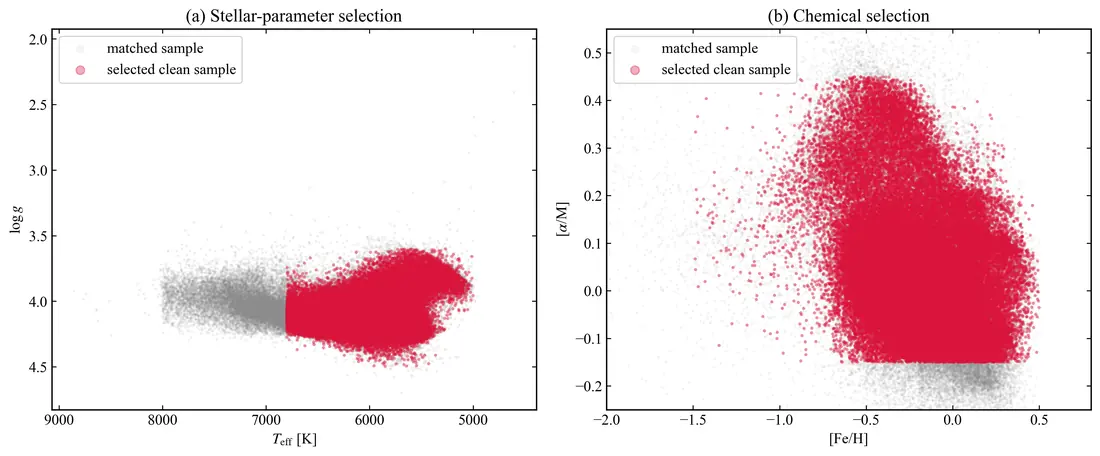 (a) Stellar-parameter selection
matched sample
selected clean sample
2.0
2.5
3.0
3.5
4.0
4.5
log g
9000 8000 7000 6000 5000
T_eff [K]
(b) Chemical selection
matched sample
selected clean sample
0.5
0.4
0.3
0.2
0.1
0.0
−0.1
−0.2
[α/M]
−2.0 −1.5 −1.0 −0.5 0.0 0.5
[Fe/H]